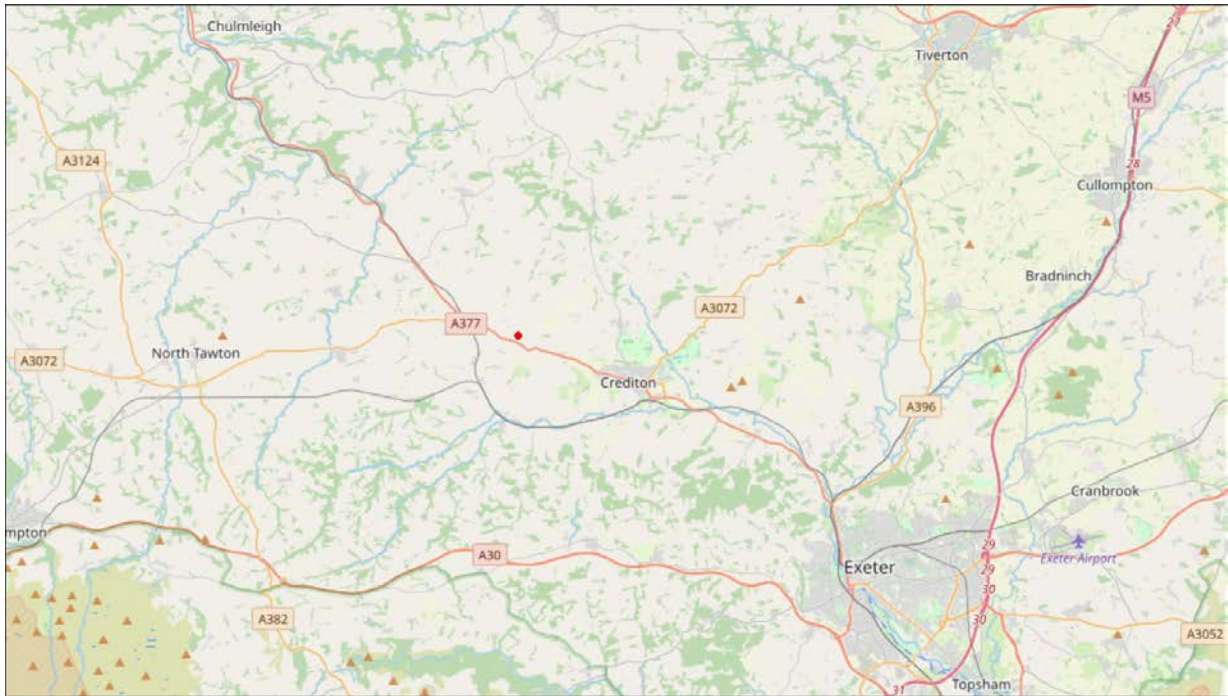 Chulmleigh
23
Tiverton
M5
A3124
28
Cullompton
Bradninch
A3072
A377
North Tawton
A3072
Crediton
A396
Cranbrook
mpton
29
A30
Exeter Airport
Exeter
29
30
A382
30
A3052
Topsham
31